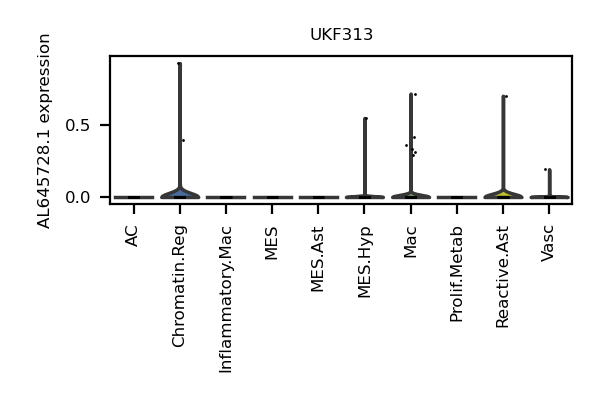 UKF313
AL645728.1 expression
0.5
0.0
AC
Chromatin.Reg
Inflammatory.Mac
MES
MES.Ast
MES.Hyp
Mac
Prolif.Metab
Reactive.Ast
Vasc